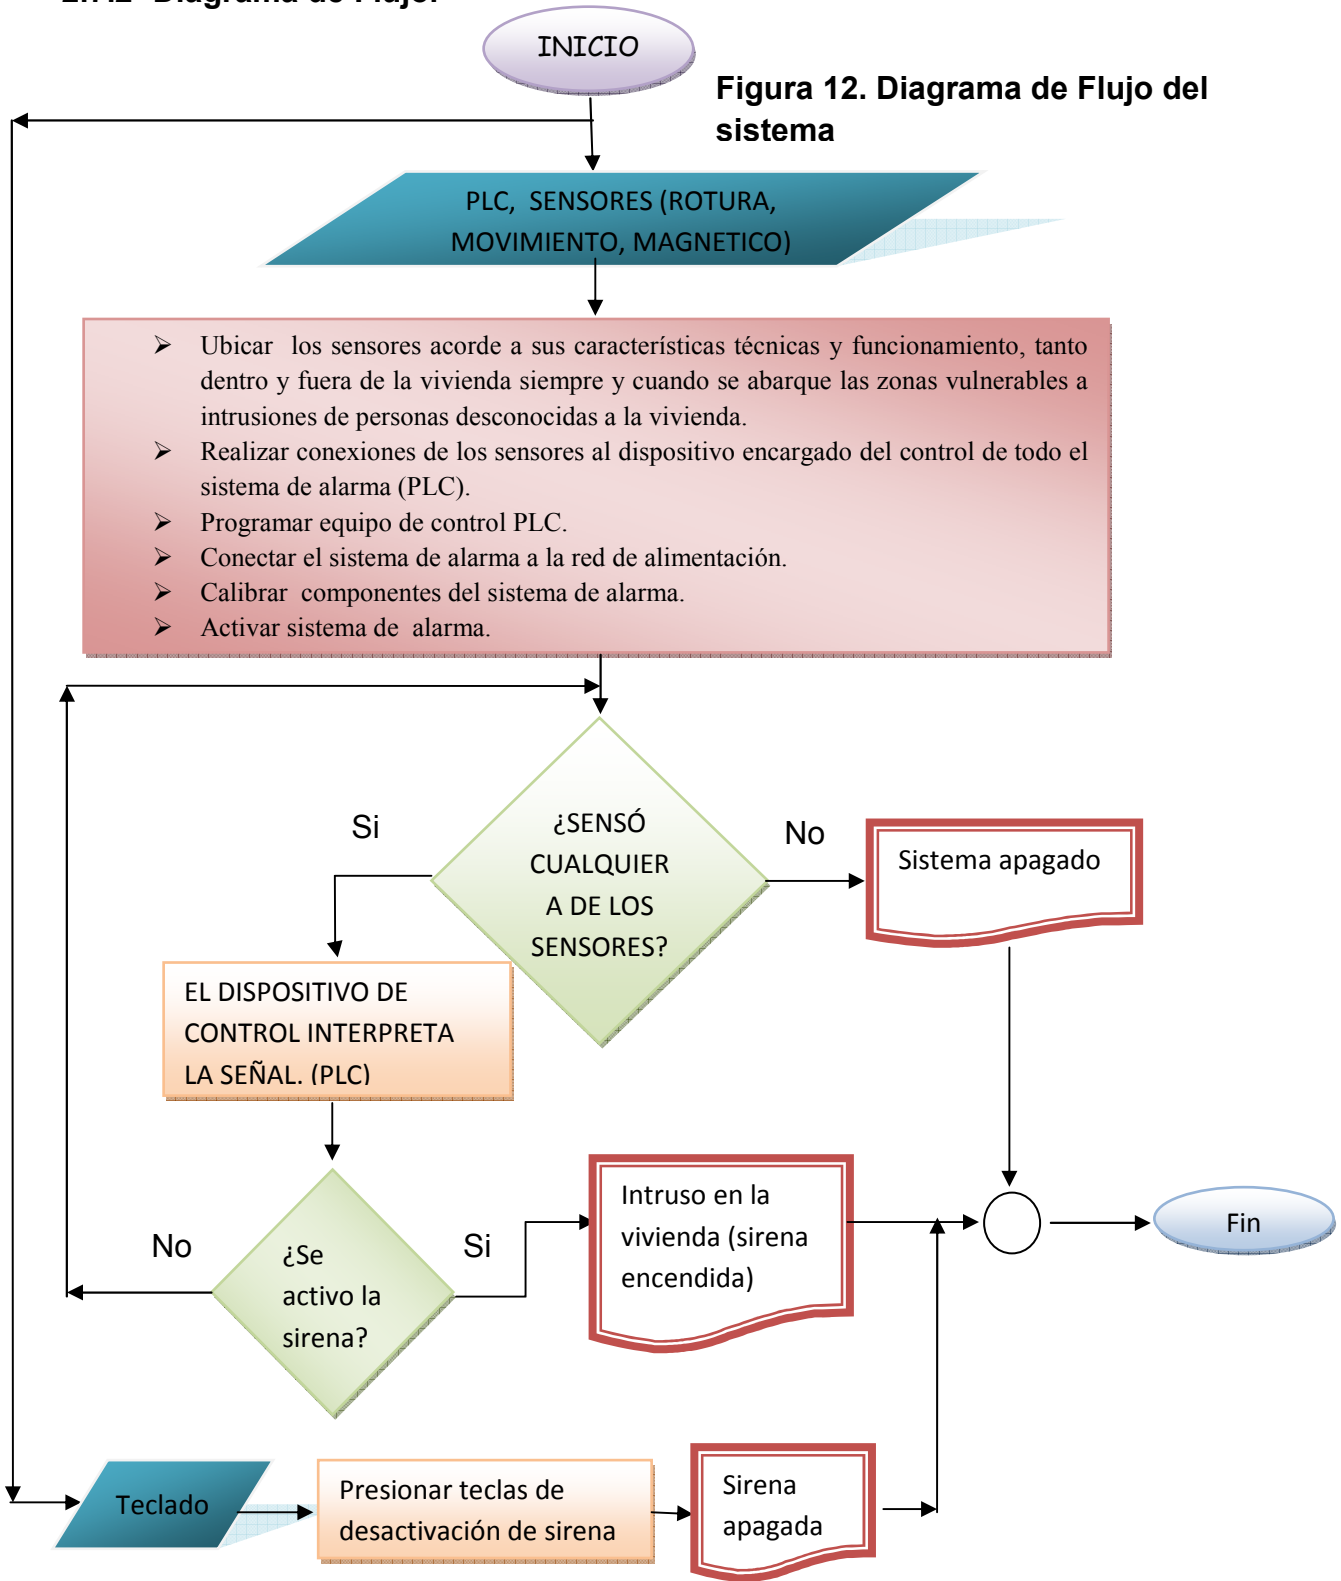 INICIO
Figura 12. Diagrama de Flujo del
sistema
PLC, SENSORES (ROTURA,
MOVIMIENTO, MAGNETICO)
➢ Ubicar los sensores acorde a sus características técnicas y funcionamiento, tanto
dentro y fuera de la vivienda siempre y cuando se abarque las zonas vulnerables a
intrusiones de personas desconocidas a la vivienda.
➢ Realizar conexiones de los sensores al dispositivo encargado del control de todo el
sistema de alarma (PLC).
➢ Programar equipo de control PLC.
➢ Conectar el sistema de alarma a la red de alimentación.
➢ Calibrar componentes del sistema de alarma.
➢ Activar sistema de alarma.
Si
¿SENSÓ
CUALQUIER
A DE LOS
SENSORES?
No
Sistema apagado
EL DISPOSITIVO DE
CONTROL INTERPRETA
LA SEÑAL. (PLC)
No
¿Se
activo la
sirena?
Si
Intruso en la
vivienda (sirena
encendida)
Fin
Teclado
Presionar teclas de
desactivación de sirena
Sirena
apagada